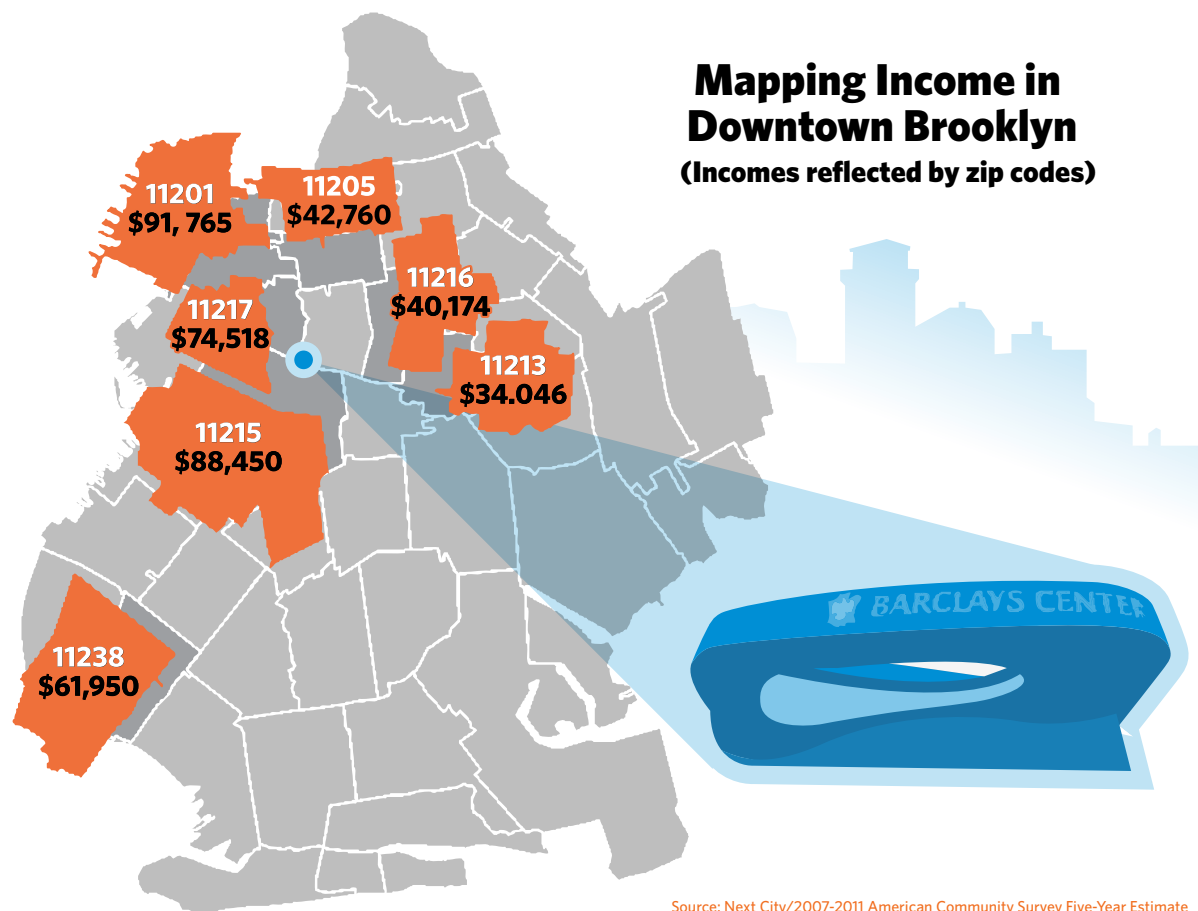 Mapping Income in
Downtown Brooklyn
(Incomes reflected by zip codes)
11201
$91, 765
11205
$42,760
11216
$40,174
11217
$74,518
11213
$34.046
11215
$88,450
11238
$61,950
BARCLAYS CENTER
Source: Next City/2007-2011 American Community Survey Five-Year Estimate